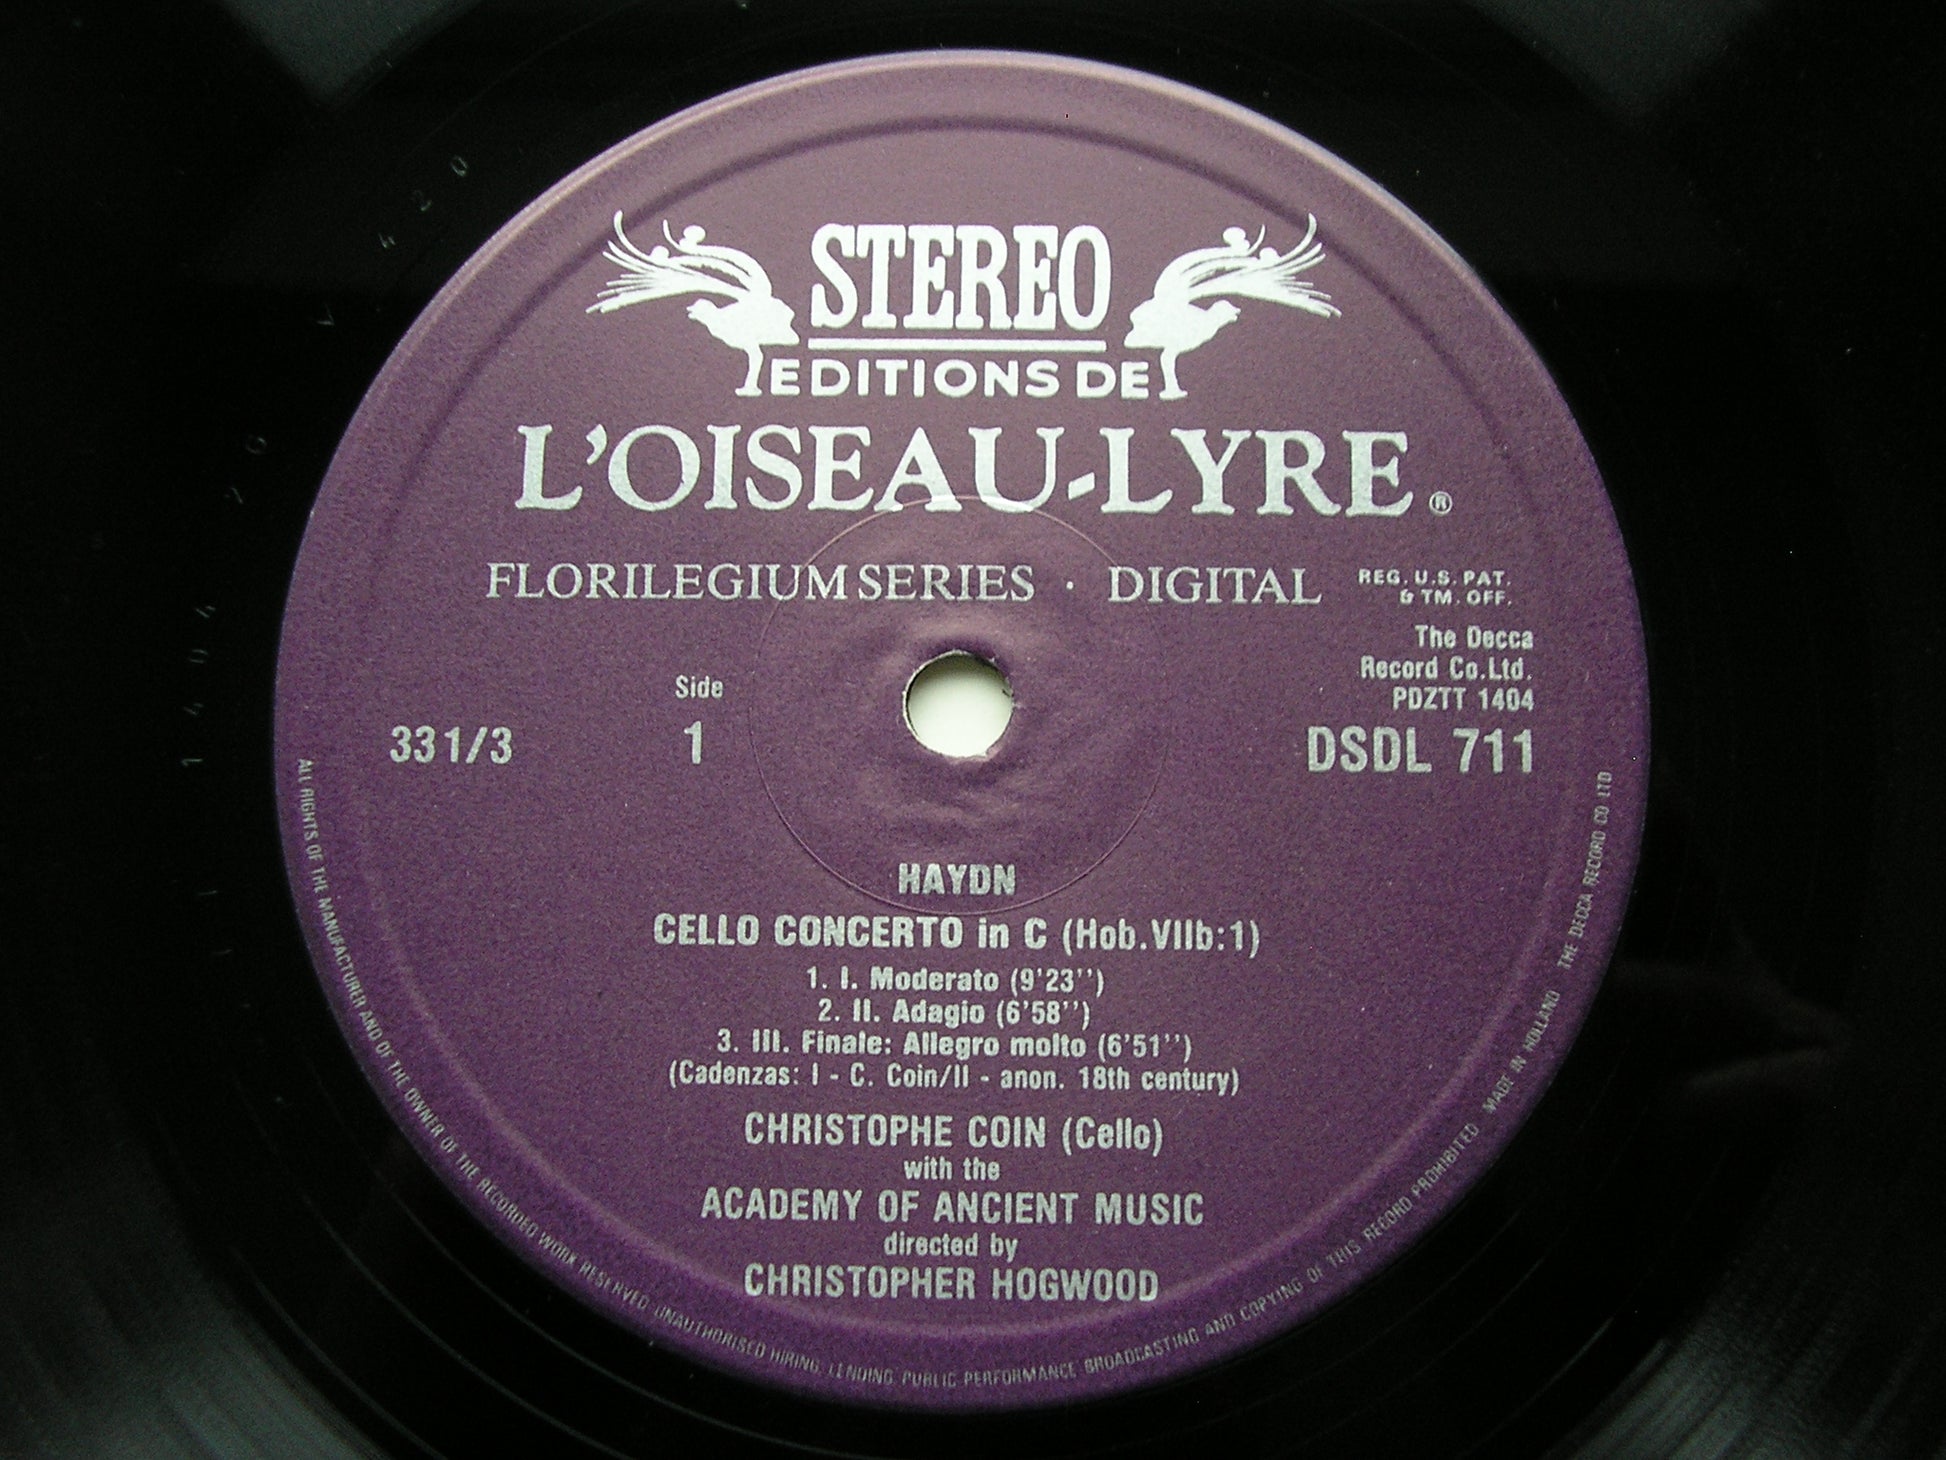 STEREO
EDITIONS DE
L'OISEAU-LYRE ®
FLORILEGIUM SERIES · DIGITAL
REG. U.S. PAT.
& TM. OFF.
The Decca
Record Co.Ltd.
PDZTT 1404
Side
33 1/3 1 DSDL 711
HAYDN
CELLO CONCERTO in C (Hob.VIIb:1)
1. I. Moderato (9'23'')
2. II. Adagio (6'58'')
3. III. Finale: Allegro molto (6'51'')
(Cadenzas: I - C. Coin/II - anon. 18th century)
CHRISTOPHE COIN (Cello)
with the
ACADEMY OF ANCIENT MUSIC
directed by
CHRISTOPHER HOGWOOD
ALL RIGHTS OF THE MANUFACTURER AND OF THE OWNER OF THE RECORDED WORK RESERVED. UNAUTHORISED HIRING, LENDING, PUBLIC PERFORMANCE BROADCASTING AND COPYING OF THIS RECORD PROHIBITED MADE IN HOLLAND THE DECCA RECORD CO LTD